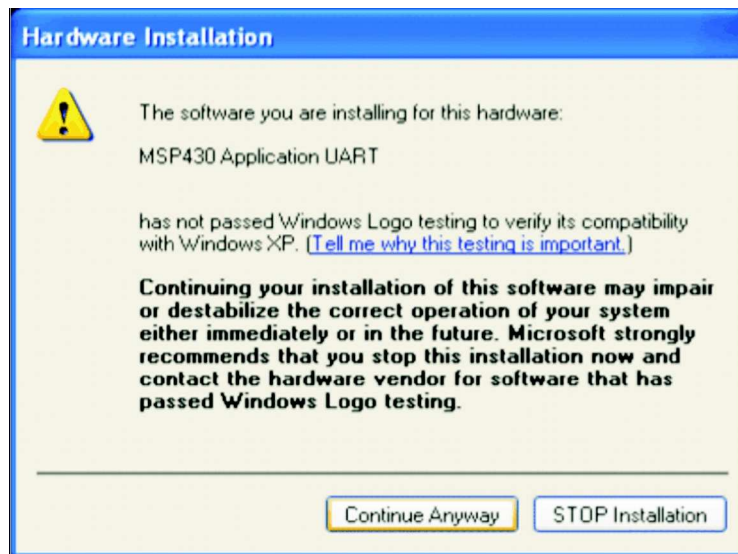 Hardware Installation
The software you are installing for this hardware:
MSP430 Application UART
has not passed Windows Logo testing to verify its compatibility
with Windows XP. (Tell me why this testing is important.)
Continuing your installation of this software may impair
or destabilize the correct operation of your system
either immediately or in the future. Microsoft strongly
recommends that you stop this installation now and
contact the hardware vendor for software that has
passed Windows Logo testing.
Continue Anyway
STOP Installation